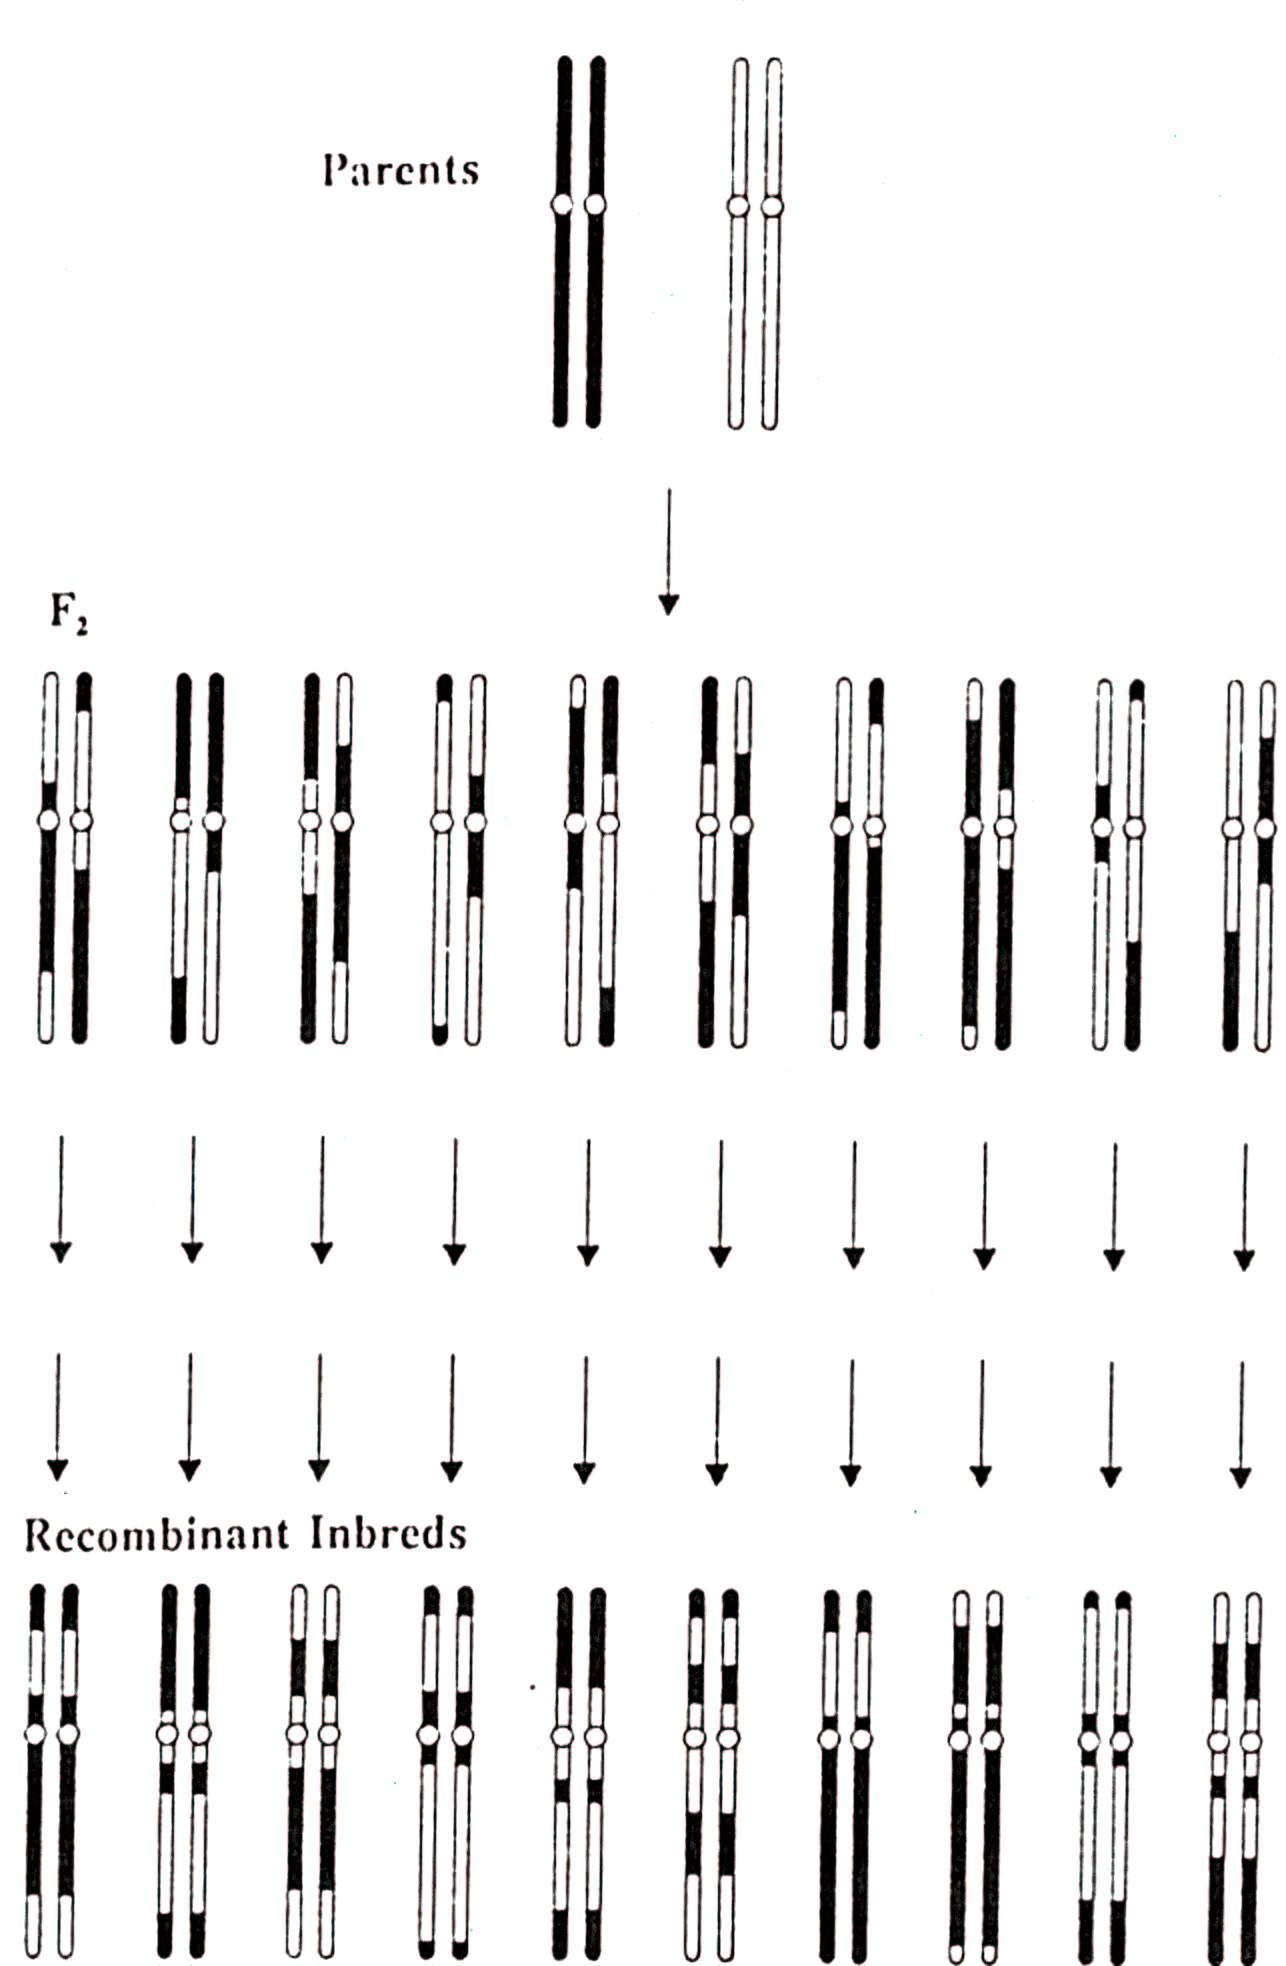 Parents
F₂
Recombinant Inbreds